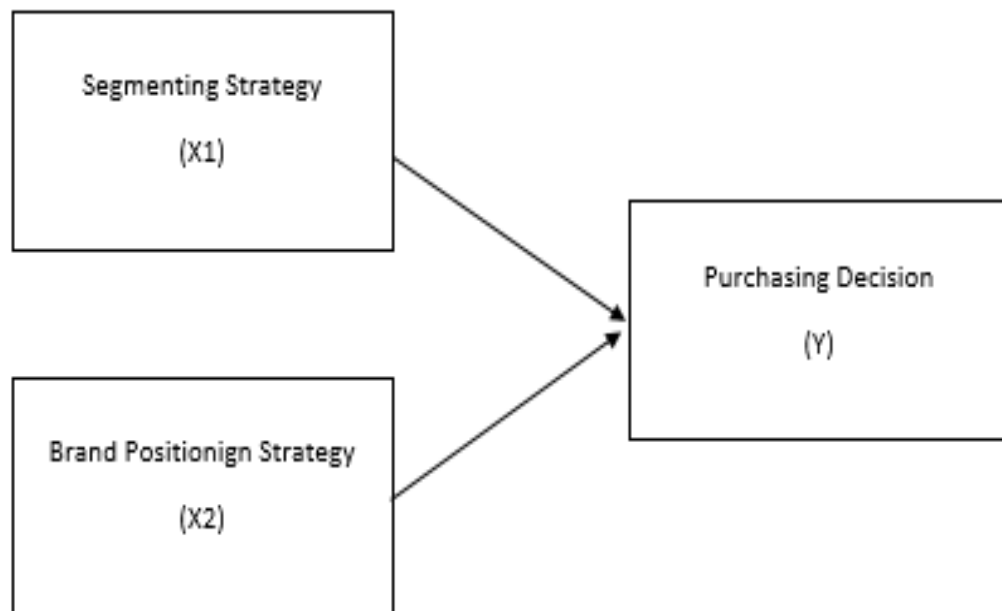 Segmenting Strategy
(X1)
Purchasing Decision
(Y)
Brand Positionign Strategy
(X2)